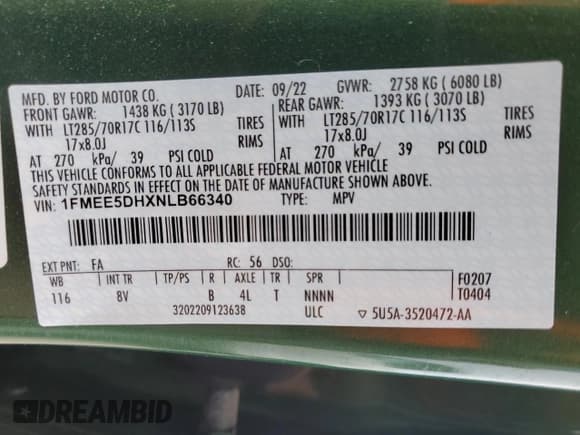 MFD. BY FORD MOTOR CO. DATE: 09/22 GVWR: 2758 KG ( 6080 LB)
FRONT GAWR: 1438 KG ( 3170 LB) REAR GAWR: 1393 KG ( 3070 LB)
WITH LT285/70R17C 116/113S TIRES WITH LT285/70R17C 116/113S TIRES
17x8.0J RIMS 17x8.0J RIMS
AT 270 kPa/ 39 PSI COLD AT 270 kPa/ 39 PSI COLD
THIS VEHICLE CONFORMS TO ALL APPLICABLE FEDERAL MOTOR VEHICLE
SAFETY STANDARDS IN EFFECT ON THE DATE OF MANUFACTURE SHOWN ABOVE.
VIN: 1FMEE5DHXNLB66340 TYPE: MPV
EXT PNT: FA RC: 56 DSO:
WB INT TR TP/PS R AXLE TR SPR F0207
116 8V B 4L T NNNN T0404
3202209123638 ULC ▽ 5U5A-3520472-AA
DREAMBID